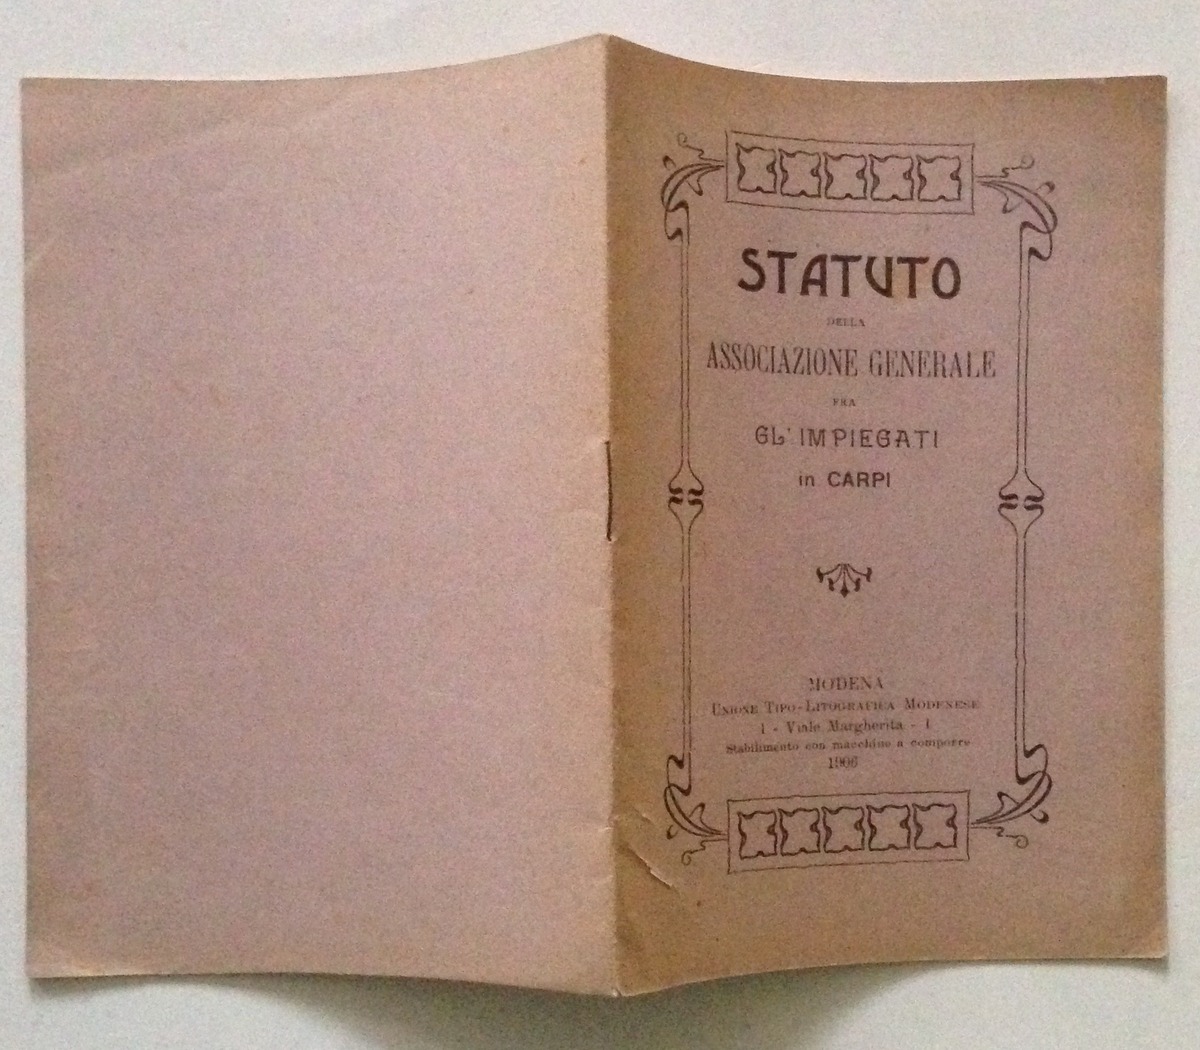 STATUTO
DELLA
ASSOCIAZIONE GENERALE
FRA
GL' IMPIEGATI
in CARPI
MODENA
UNIONE TIPO-LITOGRAFICA MODENESE
1 - Viale Margherita - 1
Stabilimento con macchine a comporre
1906